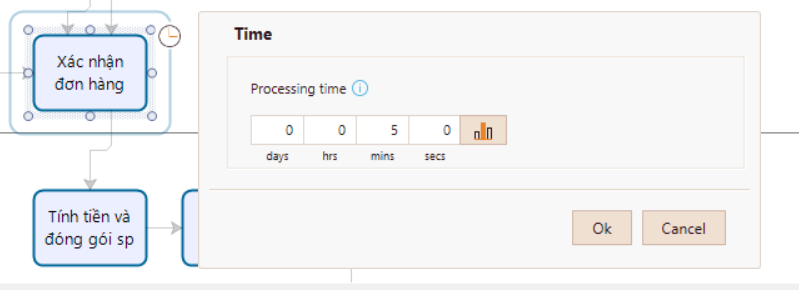 Xác nhận
đơn hàng
Tính tiền và
đóng gói sp
Time
Processing time
0 0 5 0
days hrs mins secs
Ok Cancel